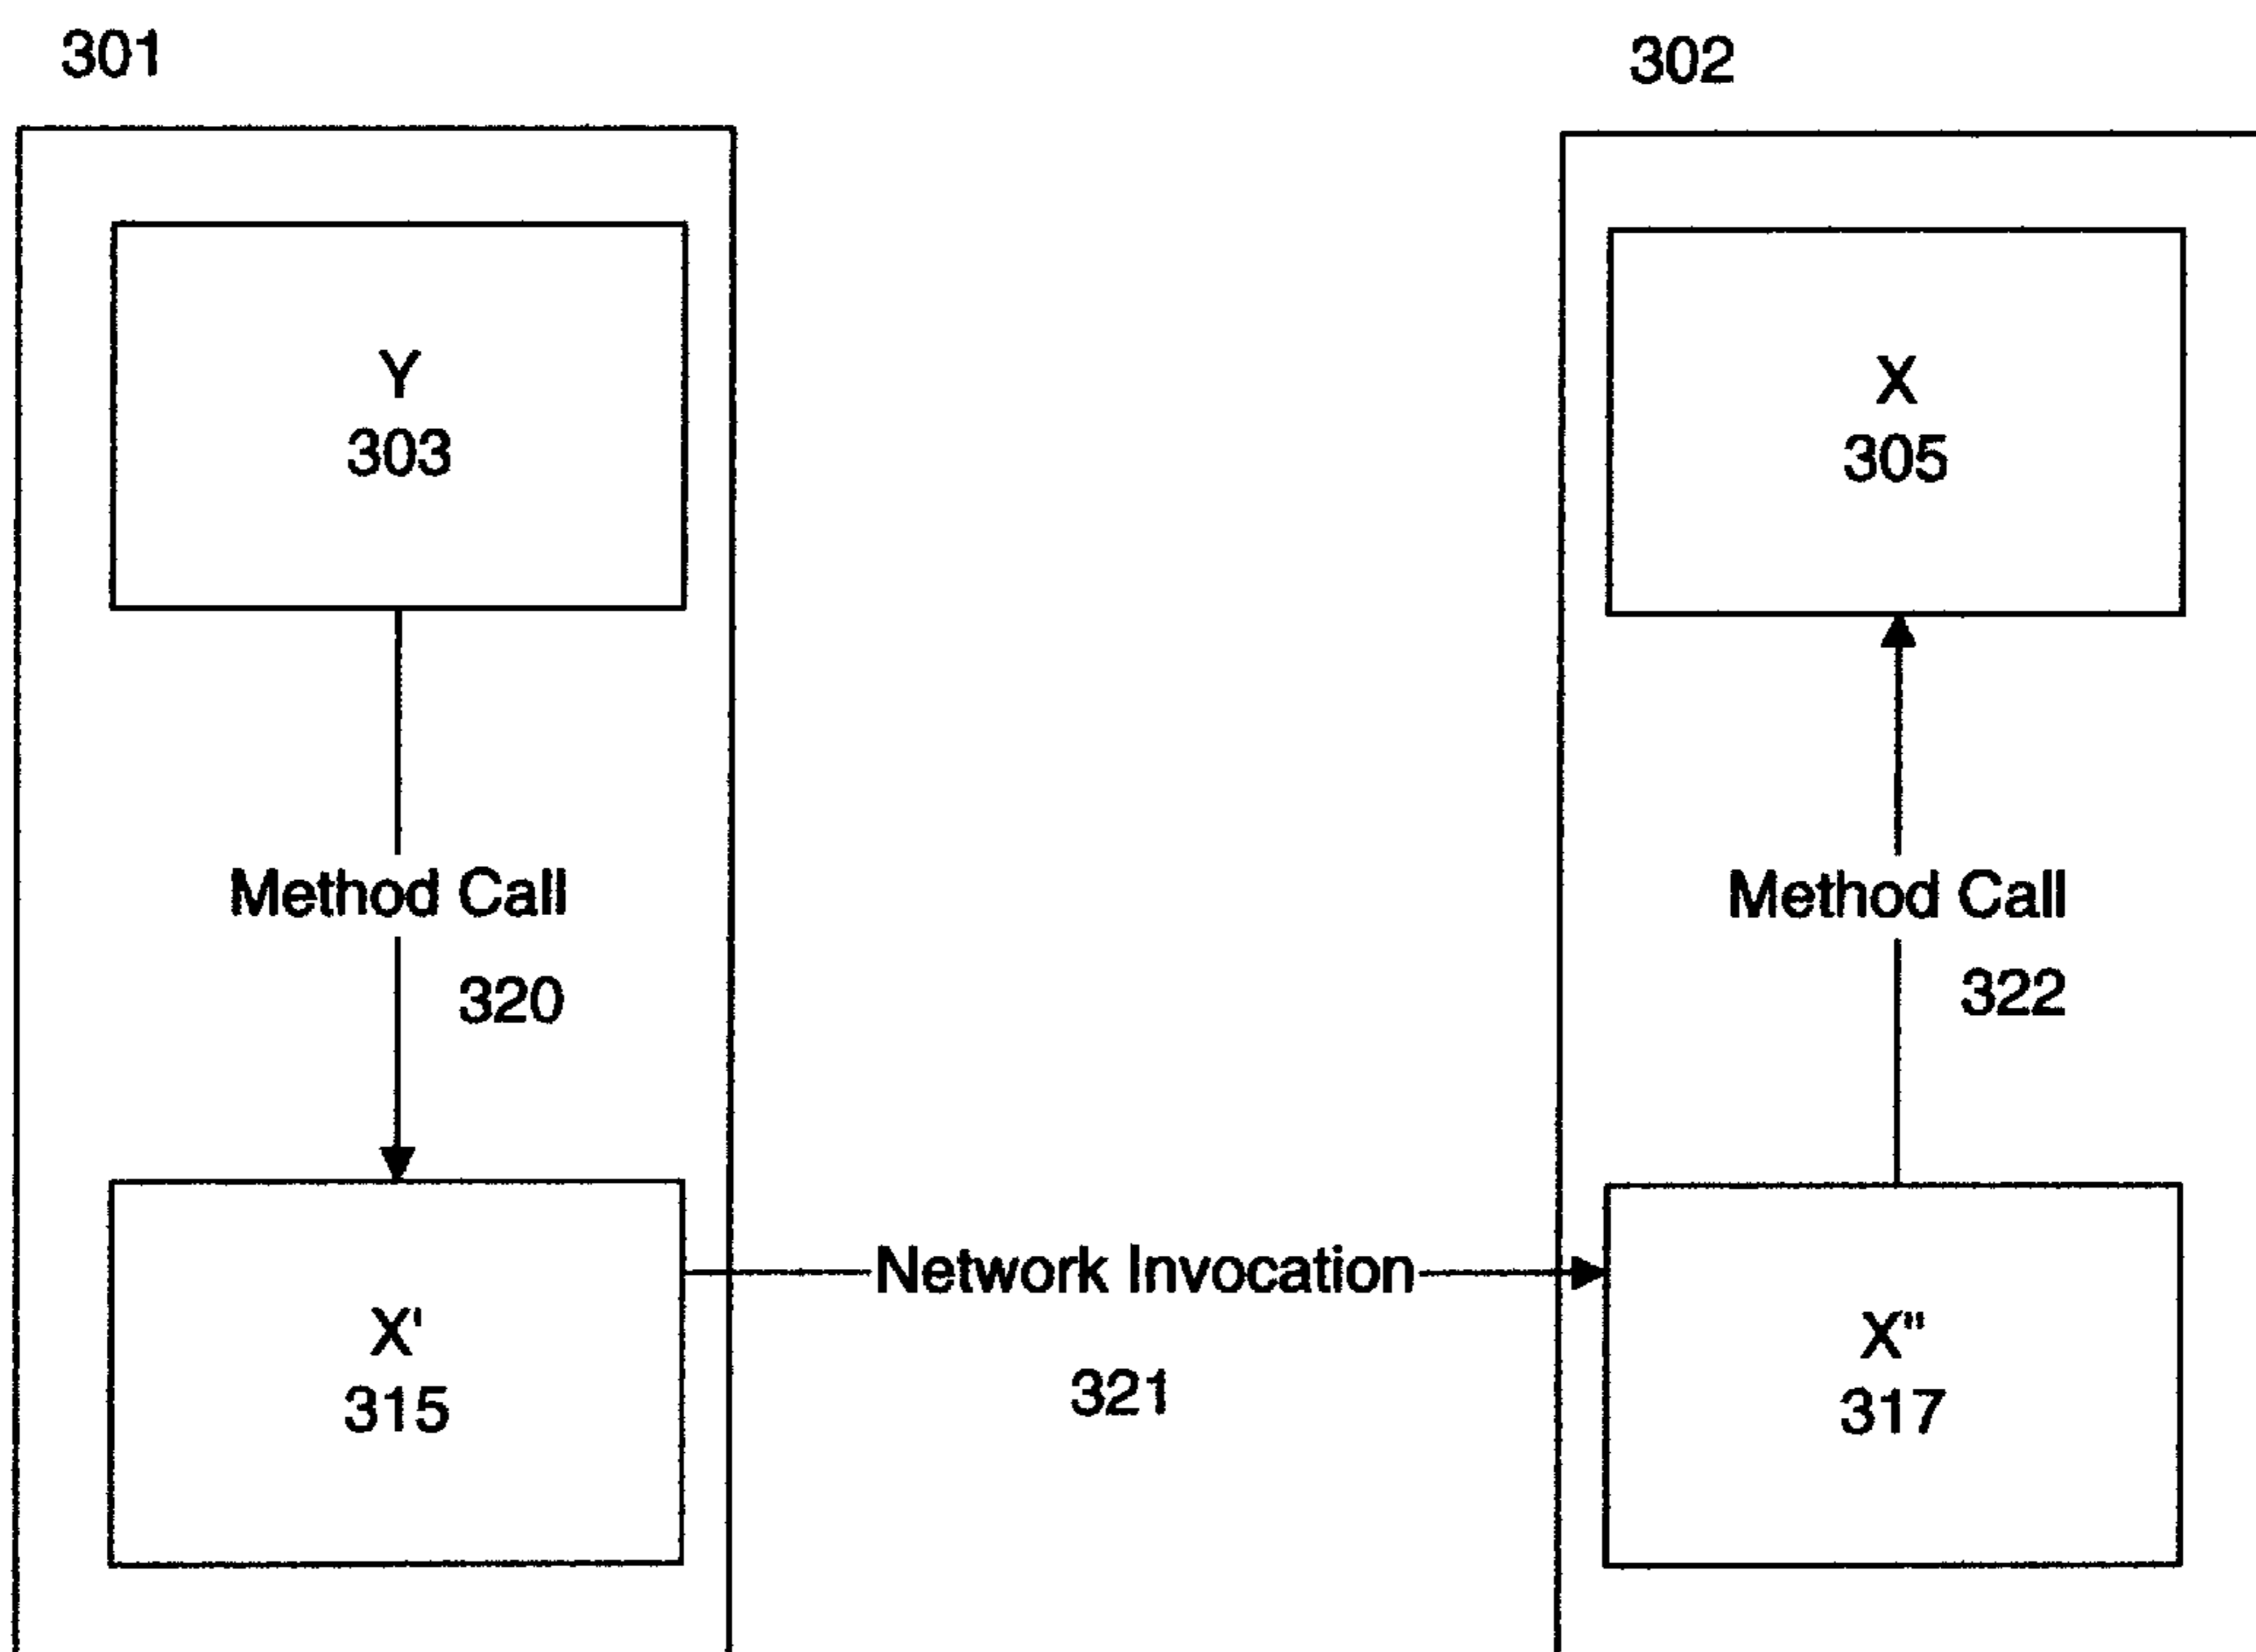 301
302
Y
303
X
305
Method Call
320
Method Call
322
Network Invocation
321
X'
315
X"
317